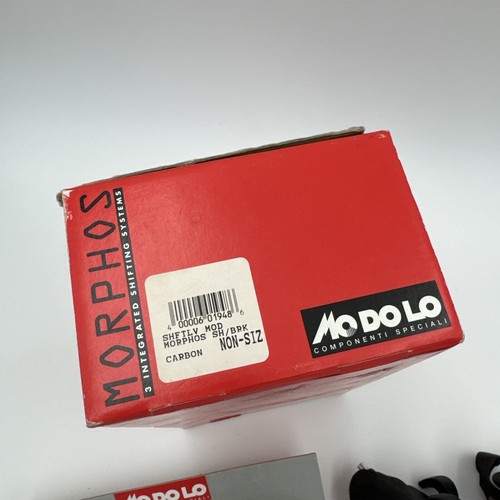 MORPHOS
3 INTEGRATED SHIFTING SYSTEMS
4 00006 01948 6
SHFTLV MOD
MORPHOS SH/BRK
CARBON NON-SIZ
MODOLO
COMPONENTI SPECIALI
MODOLO